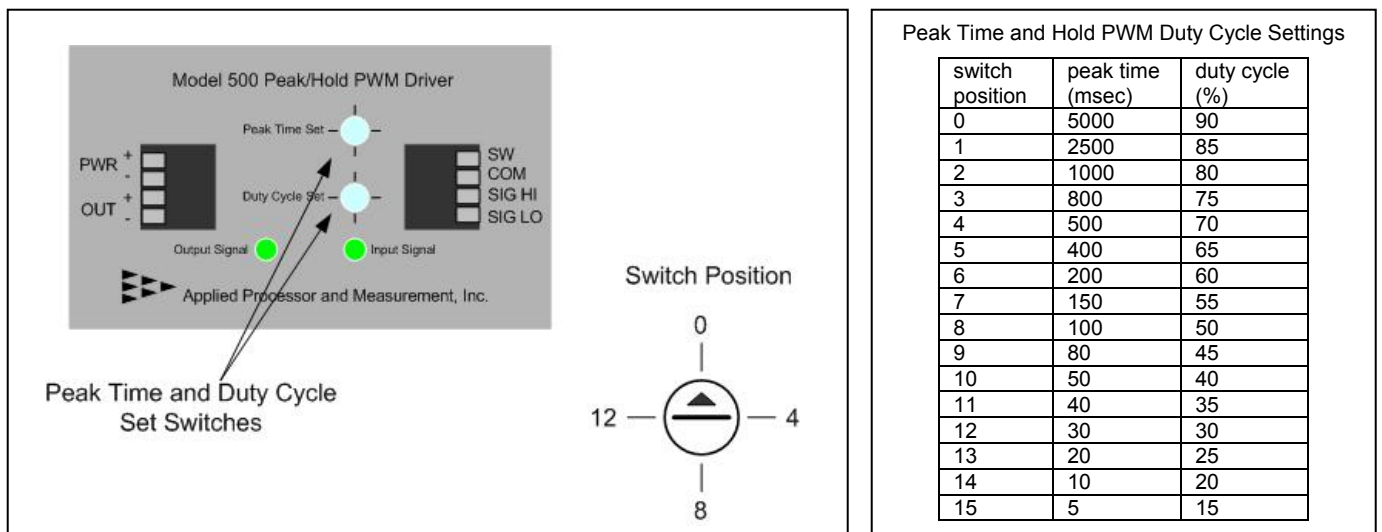 Model 500 Peak/Hold PWM Driver
Peak Time Set
PWR + -
OUT + -
Duty Cycle Set
SW
COM
SIG HI
SIG LO
Output Signal
Input Signal
Applied Processor and Measurement, Inc.
Peak Time and Duty Cycle
Set Switches
Switch Position
0
12
4
8
Peak Time and Hold PWM Duty Cycle Settings
switch position peak time (msec) duty cycle (%)
0 5000 90
1 2500 85
2 1000 80
3 800 75
4 500 70
5 400 65
6 200 60
7 150 55
8 100 50
9 80 45
10 50 40
11 40 35
12 30 30
13 20 25
14 10 20
15 5 15